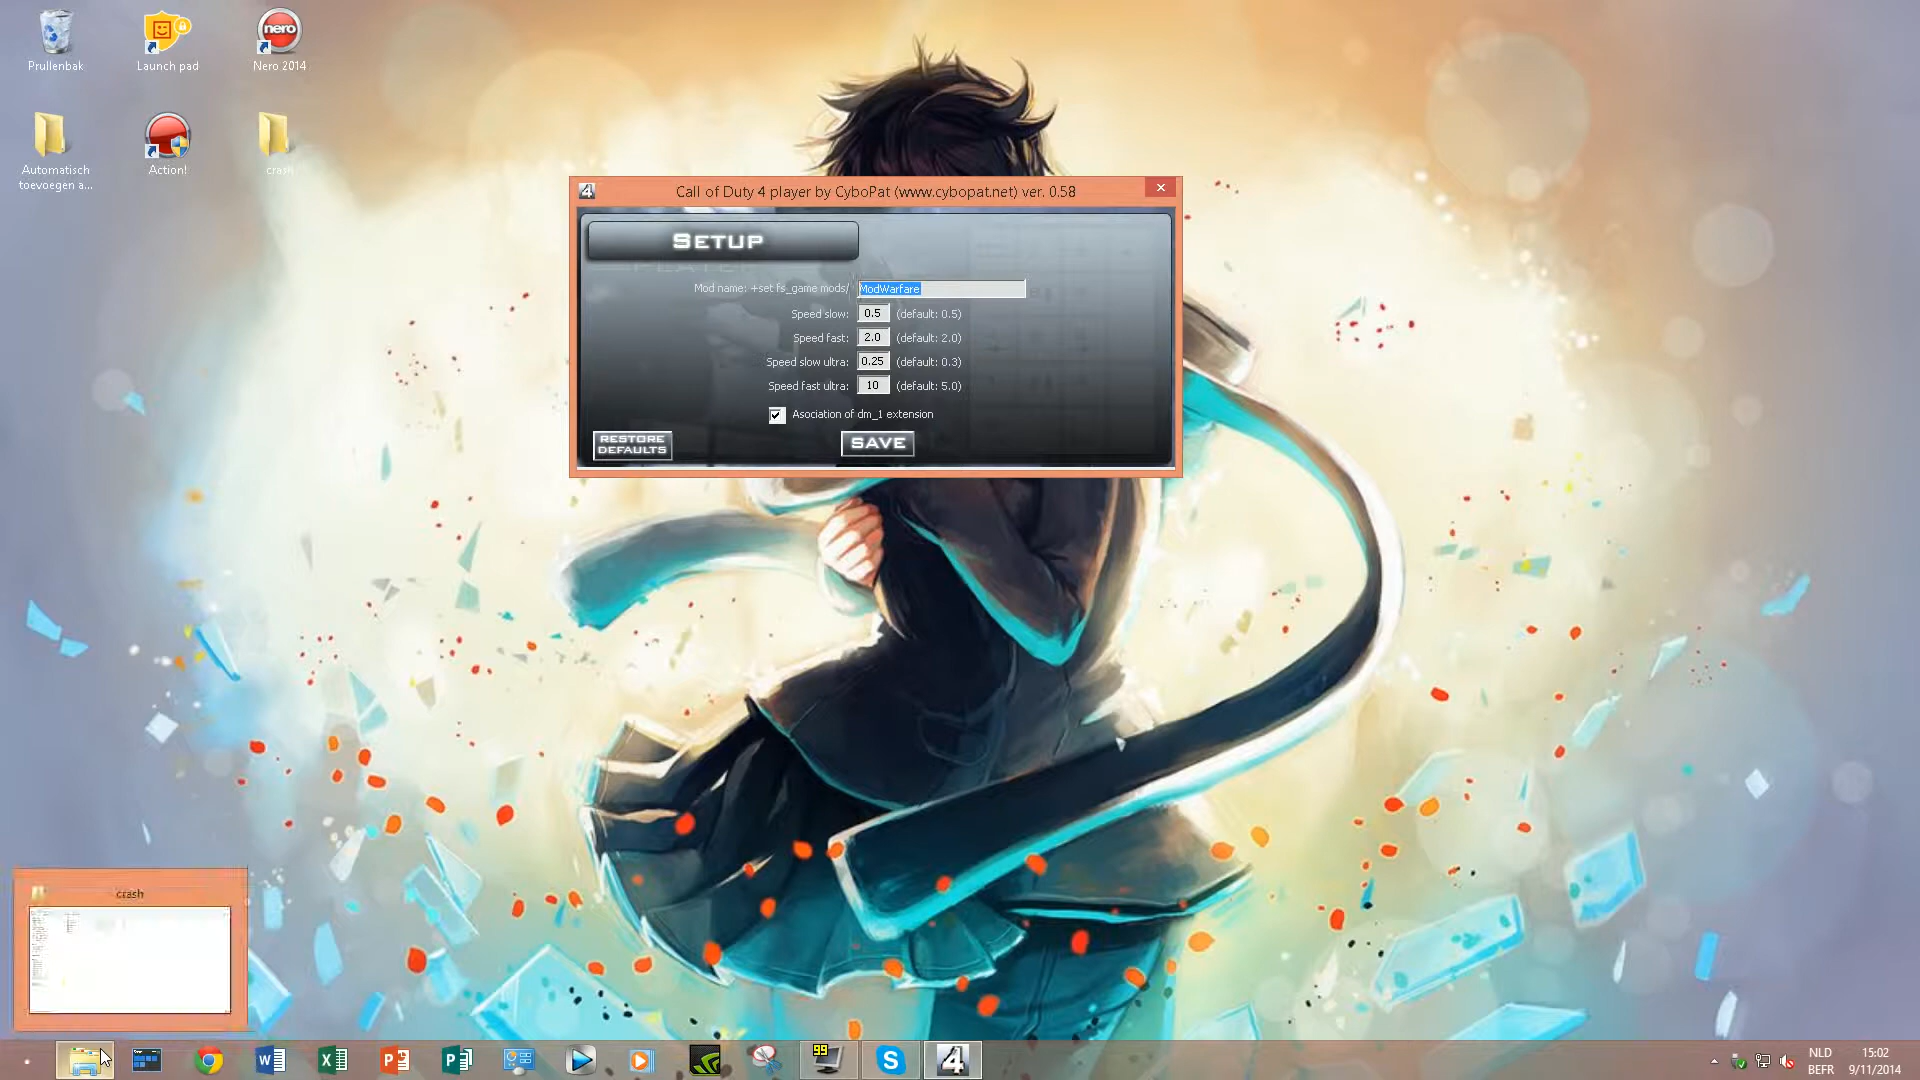 Prullenbak
Launch pad
nero
Nero 2014
Automatisch
toevoegen a...
Action!
crash
Call of Duty 4 player by CyboPat (www.cybopat.net) ver. 0.58
SETUP
Mod name: +set fs_game mods/ ModWarfare
Speed slow: 0.5 (default: 0.5)
Speed fast: 2.0 (default: 2.0)
Speed slow ultra: 0.25 (default: 0.3)
Speed fast ultra: 10 (default: 5.0)
Asociation of dm_1 extension
RESTORE
DEFAULTS
SAVE
crash
99
NLD
BEFR
15:02
9/11/2014